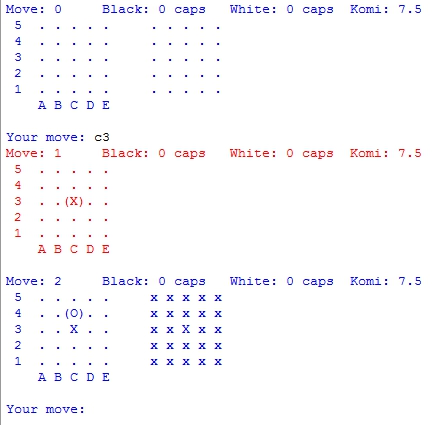 Move: 0     Black: 0 caps   White: 0 caps  Komi: 7.5
 5  . . . . .     . . . . .
 4  . . . . .     . . . . .
 3  . . . . .     . . . . .
 2  . . . . .     . . . . .
 1  . . . . .     . . . . .
    A B C D E

Your move: c3
Move: 1     Black: 0 caps   White: 0 caps  Komi: 7.5
 5  . . . . .
 4  . . . . .
 3  . .(X). .
 2  . . . . .
 1  . . . . .
    A B C D E

Move: 2     Black: 0 caps   White: 0 caps  Komi: 7.5
 5  . . . . .     x x x x x
 4  . .(O). .     x x x x x
 3  . . X . .     x x X x x
 2  . . . . .     x x x x x
 1  . . . . .     x x x x x
    A B C D E

Your move: